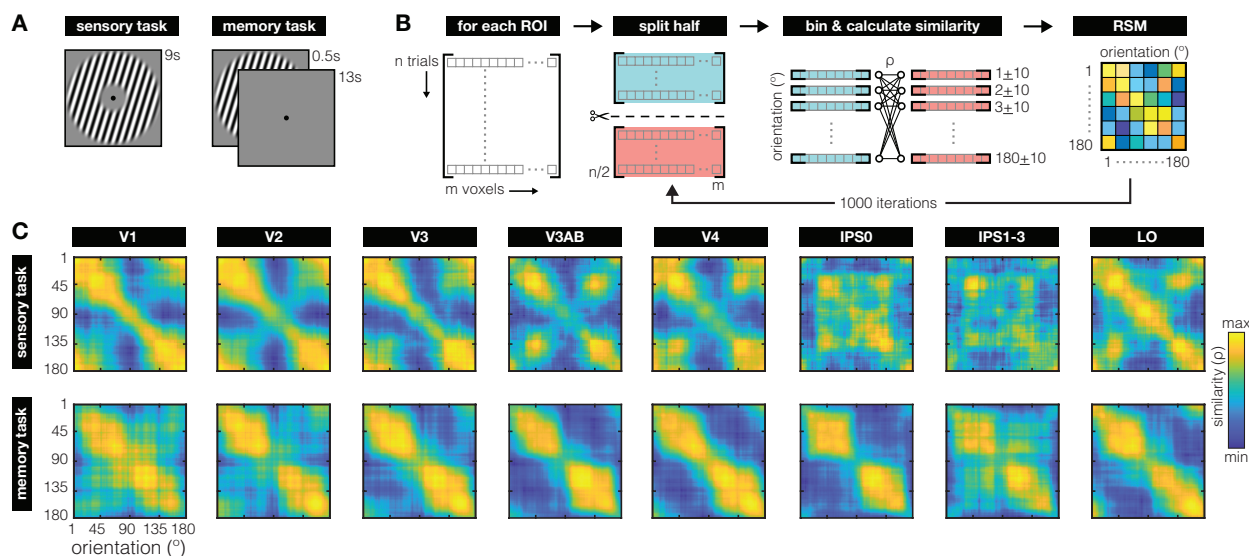 A
sensory task
9s
memory task
0.5s
13s
B
for each ROI
n trials
m voxels
split half
n/2
m
bin & calculate similarity
ρ
orientation (°)
1±10
2±10
3±10
180±10
RSM
orientation (°)
1
180
1 180
1000 iterations
C
V1
V2
V3
V3AB
V4
IPS0
IPS1-3
LO
sensory task
1
45
90
135
180
memory task
1
45
90
135
180
1 45 90 135 180
orientation (°)
max
similarity (ρ)
min